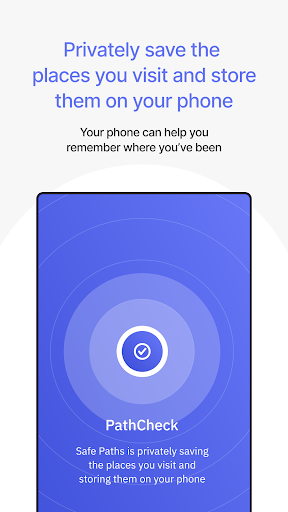 Privately save the
places you visit and store
them on your phone
Your phone can help you
remember where you've been
PathCheck
Safe Paths is privately saving
the places you visit and
storing them on your phone